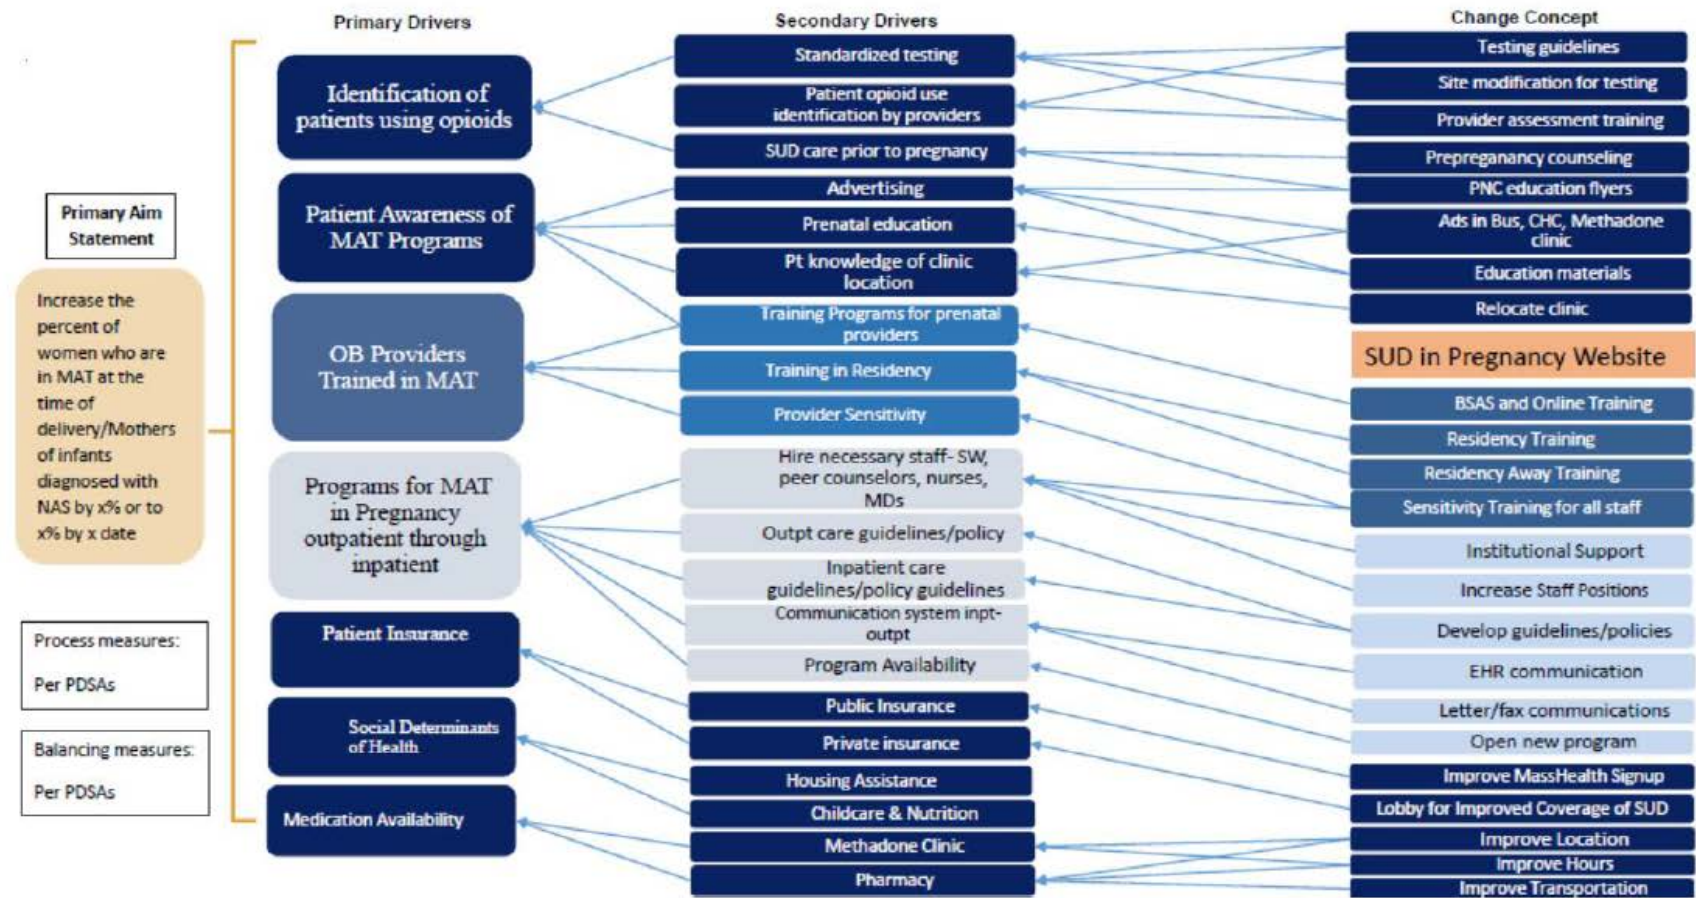 Primary Drivers
Secondary Drivers
Change Concept
Primary Aim
Statement
Increase the
percent of
women who are
in MAT at the
time of
delivery/Mothers
of infants
diagnosed with
NAS by x% or to
x% by x date
Process measures:
Per PDSAs
Balancing measures:
Per PDSAs
Identification of
patients using opioids
Patient Awareness of
MAT Programs
OB Providers
Trained in MAT
Programs for MAT
in Pregnancy
outpatient through
inpatient
Patient Insurance
Social Determinants
of Health
Medication Availability
Standardized testing
Patient opioid use
identification by providers
SUD care prior to pregnancy
Advertising
Prenatal education
Pt knowledge of clinic
location
Training Programs for prenatal
providers
Training in Residency
Provider Sensitivity
Hire necessary staff- SW,
peer counselors, nurses,
MDs
Outpt care guidelines/policy
Inpatient care
guidelines/policy guidelines
Communication system inpt-
outpt
Program Availability
Public Insurance
Private insurance
Housing Assistance
Childcare & Nutrition
Methadone Clinic
Pharmacy
Testing guidelines
Site modification for testing
Provider assessment training
Prepreganancy counseling
PNC education flyers
Ads in Bus, CHC, Methadone
clinic
Education materials
Relocate clinic
SUD in Pregnancy Website
BSAS and Online Training
Residency Training
Residency Away Training
Sensitivity Training for all staff
Institutional Support
Increase Staff Positions
Develop guidelines/policies
EHR communication
Letter/fax communications
Open new program
Improve MassHealth Signup
Lobby for Improved Coverage of SUD
Improve Location
Improve Hours
Improve Transportation